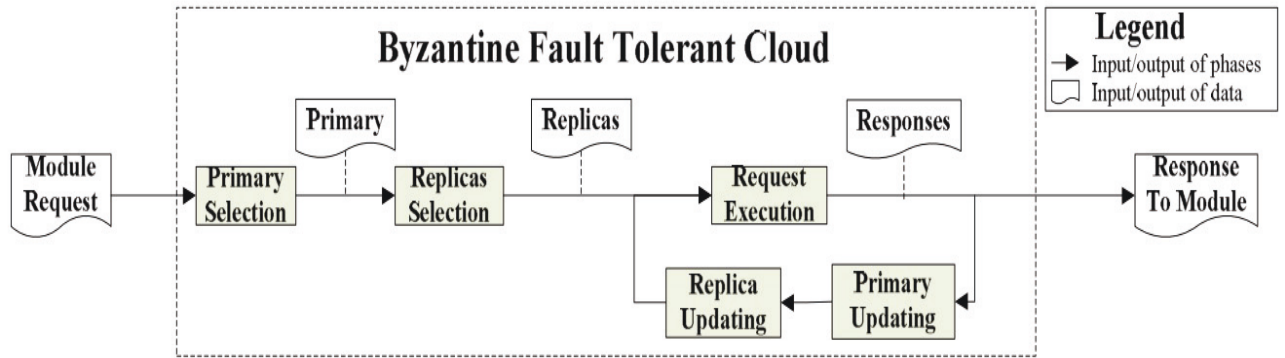 Byzantine Fault Tolerant Cloud
Legend
Input/output of phases
Input/output of data
Primary
Replicas
Responses
Module
Request
Primary
Selection
Replicas
Selection
Request
Execution
Response
To Module
Replica
Updating
Primary
Updating